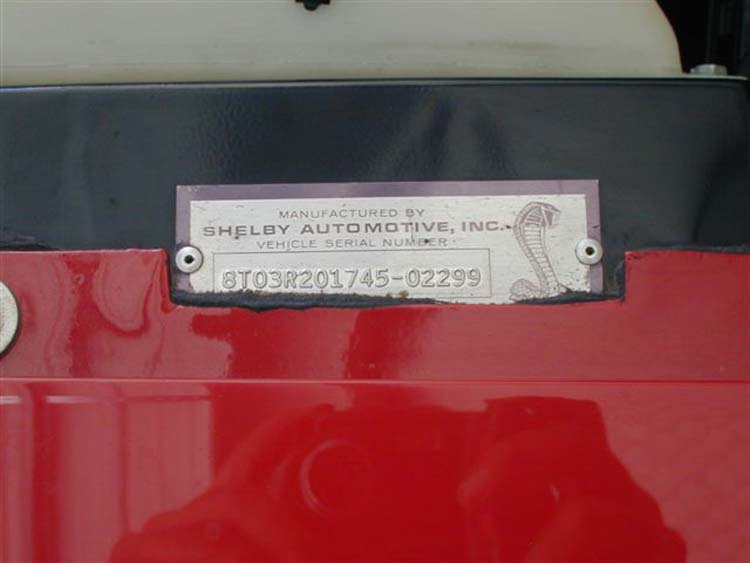 MANUFACTURED BY
SHELBY AUTOMOTIVE, INC.
VEHICLE SERIAL NUMBER
8T03R201745-02299